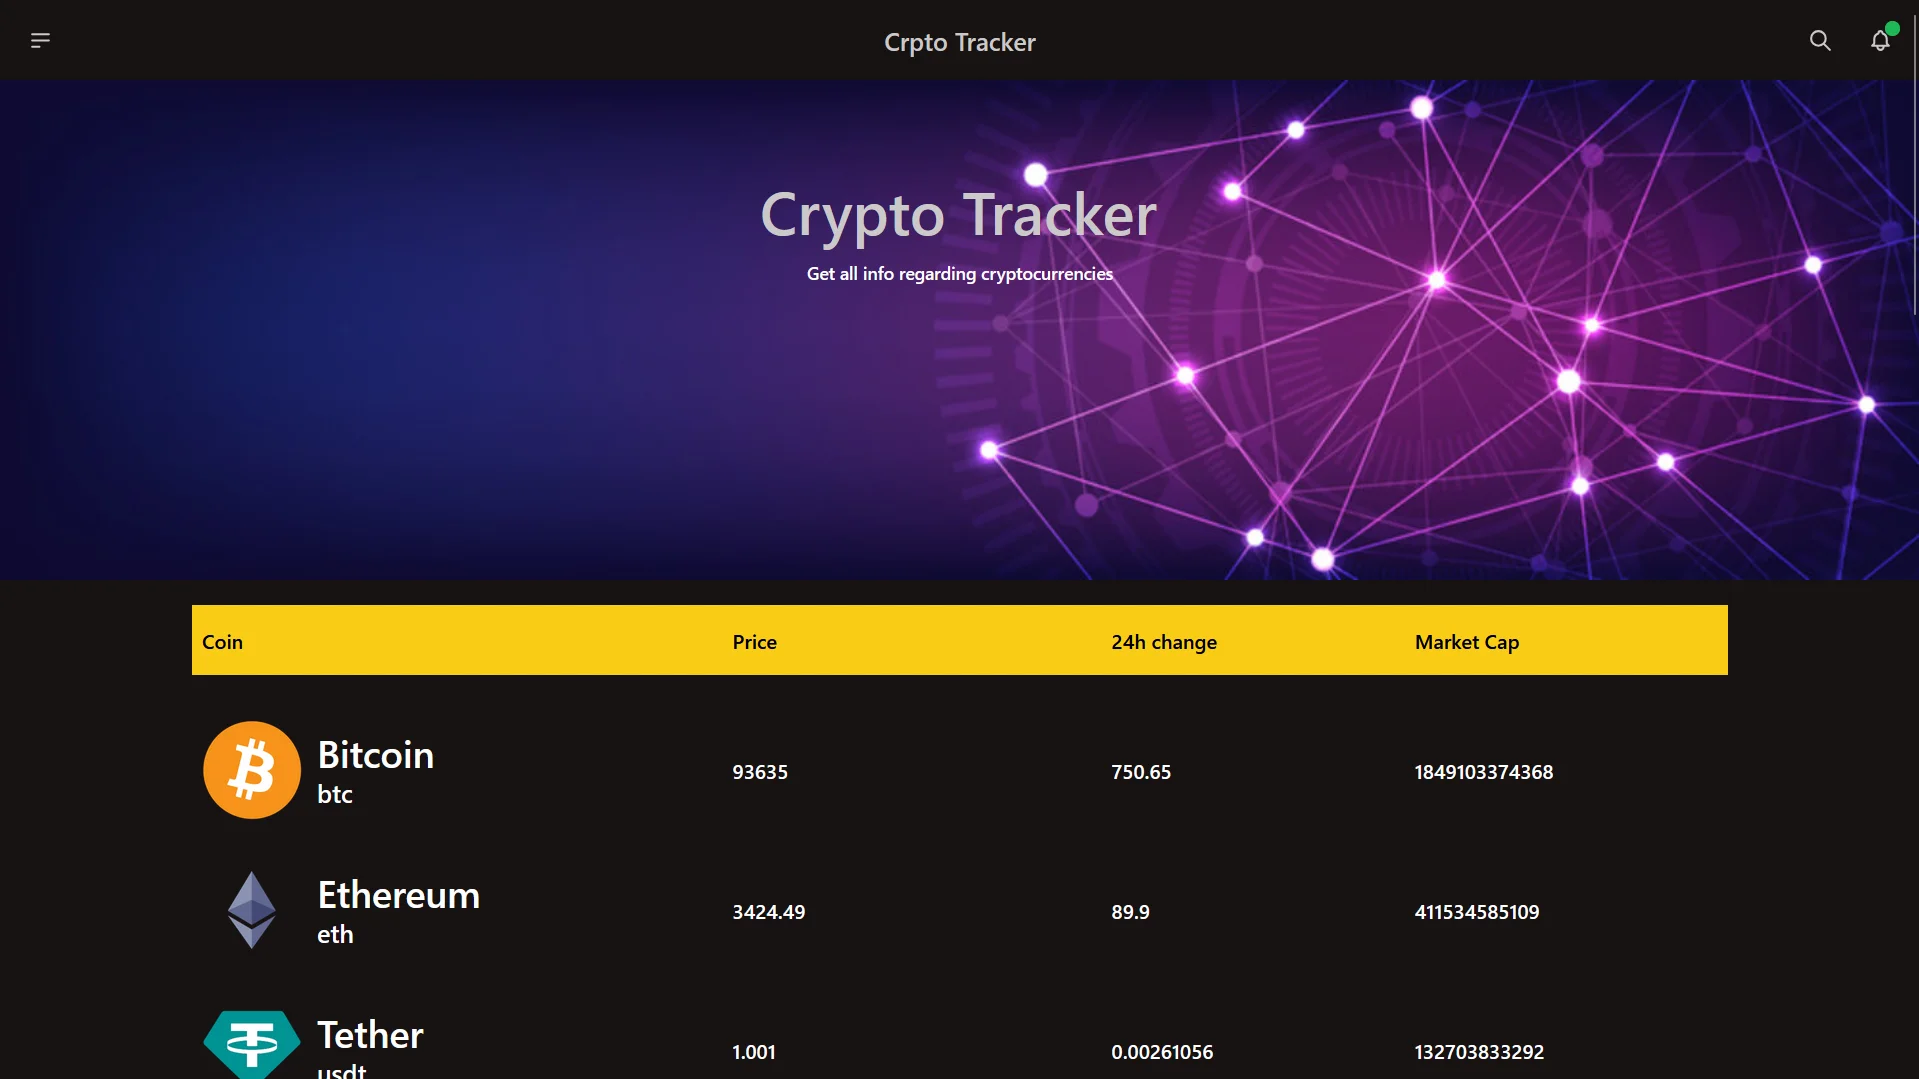 Crpto Tracker
Crypto Tracker
Get all info regarding cryptocurrencies
Coin Price 24h change Market Cap
Bitcoin
btc
93635 750.65 1849103374368
Ethereum
eth
3424.49 89.9 411534585109
Tether
usdt
1.001 0.00261056 132703833292